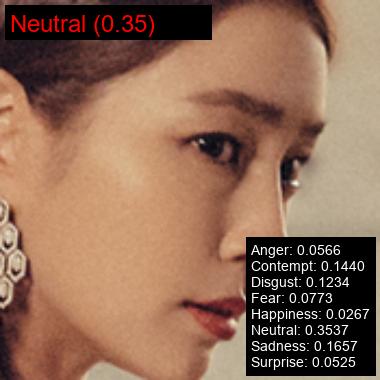 Neutral (0.35)
Anger: 0.0566
Contempt: 0.1440
Disgust: 0.1234
Fear: 0.0773
Happiness: 0.0267
Neutral: 0.3537
Sadness: 0.1657
Surprise: 0.0525